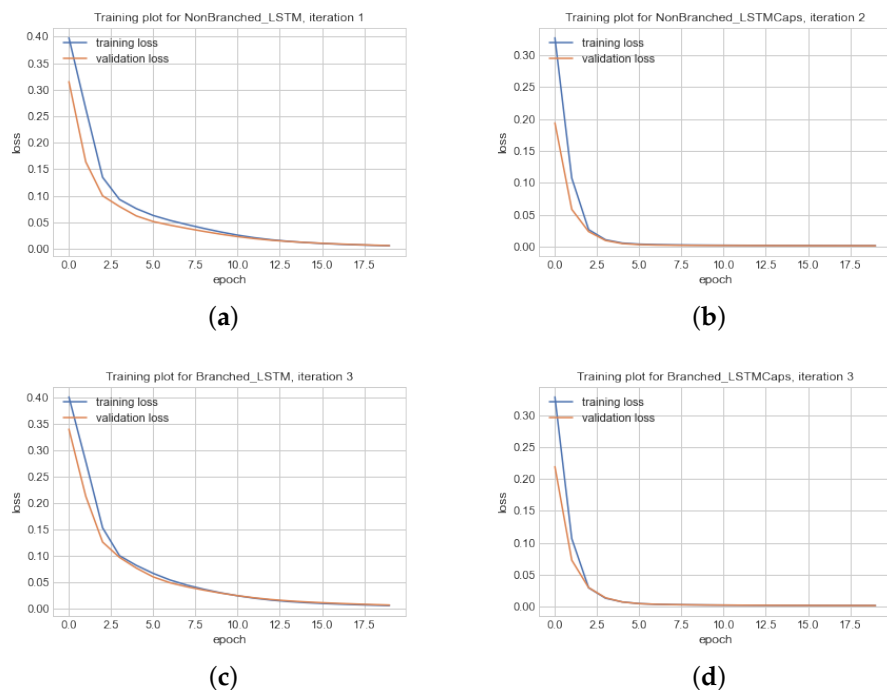 Training plot for NonBranched_LSTM, iteration 1
0.40
0.35
0.30
0.25
0.20
0.15
0.10
0.05
0.00
loss
training loss
validation loss
0.0 2.5 5.0 7.5 10.0 12.5 15.0 17.5
epoch
(a)
Training plot for NonBranched_LSTMCaps, iteration 2
0.30
0.25
0.20
0.15
0.10
0.05
0.00
loss
training loss
validation loss
0.0 2.5 5.0 7.5 10.0 12.5 15.0 17.5
epoch
(b)
Training plot for Branched_LSTM, iteration 3
0.40
0.35
0.30
0.25
0.20
0.15
0.10
0.05
0.00
loss
training loss
validation loss
0.0 2.5 5.0 7.5 10.0 12.5 15.0 17.5
epoch
(c)
Training plot for Branched_LSTMCaps, iteration 3
0.30
0.25
0.20
0.15
0.10
0.05
0.00
loss
training loss
validation loss
0.0 2.5 5.0 7.5 10.0 12.5 15.0 17.5
epoch
(d)